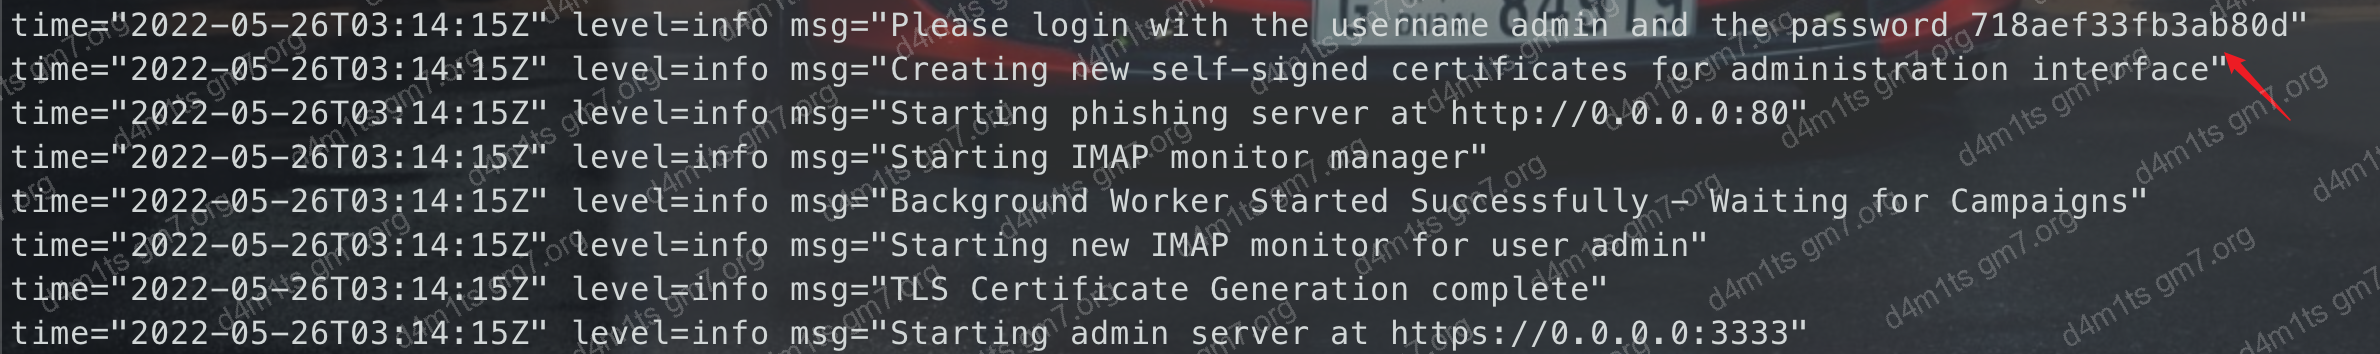 time="2022-05-26T03:14:15Z" level=info msg="Please login with the username admin and the password 718aef33fb3ab80d"
time="2022-05-26T03:14:15Z" level=info msg="Creating new self-signed certificates for administration interface"
time="2022-05-26T03:14:15Z" level=info msg="Starting phishing server at http://0.0.0.0:80"
time="2022-05-26T03:14:15Z" level=info msg="Starting IMAP monitor manager"
time="2022-05-26T03:14:15Z" level=info msg="Background Worker Started Successfully - Waiting for Campaigns"
time="2022-05-26T03:14:15Z" level=info msg="Starting new IMAP monitor for user admin"
time="2022-05-26T03:14:15Z" level=info msg="TLS Certificate Generation complete"
time="2022-05-26T03:14:15Z" level=info msg="Starting admin server at https://0.0.0.0:3333"
d4m1ts gm7.org